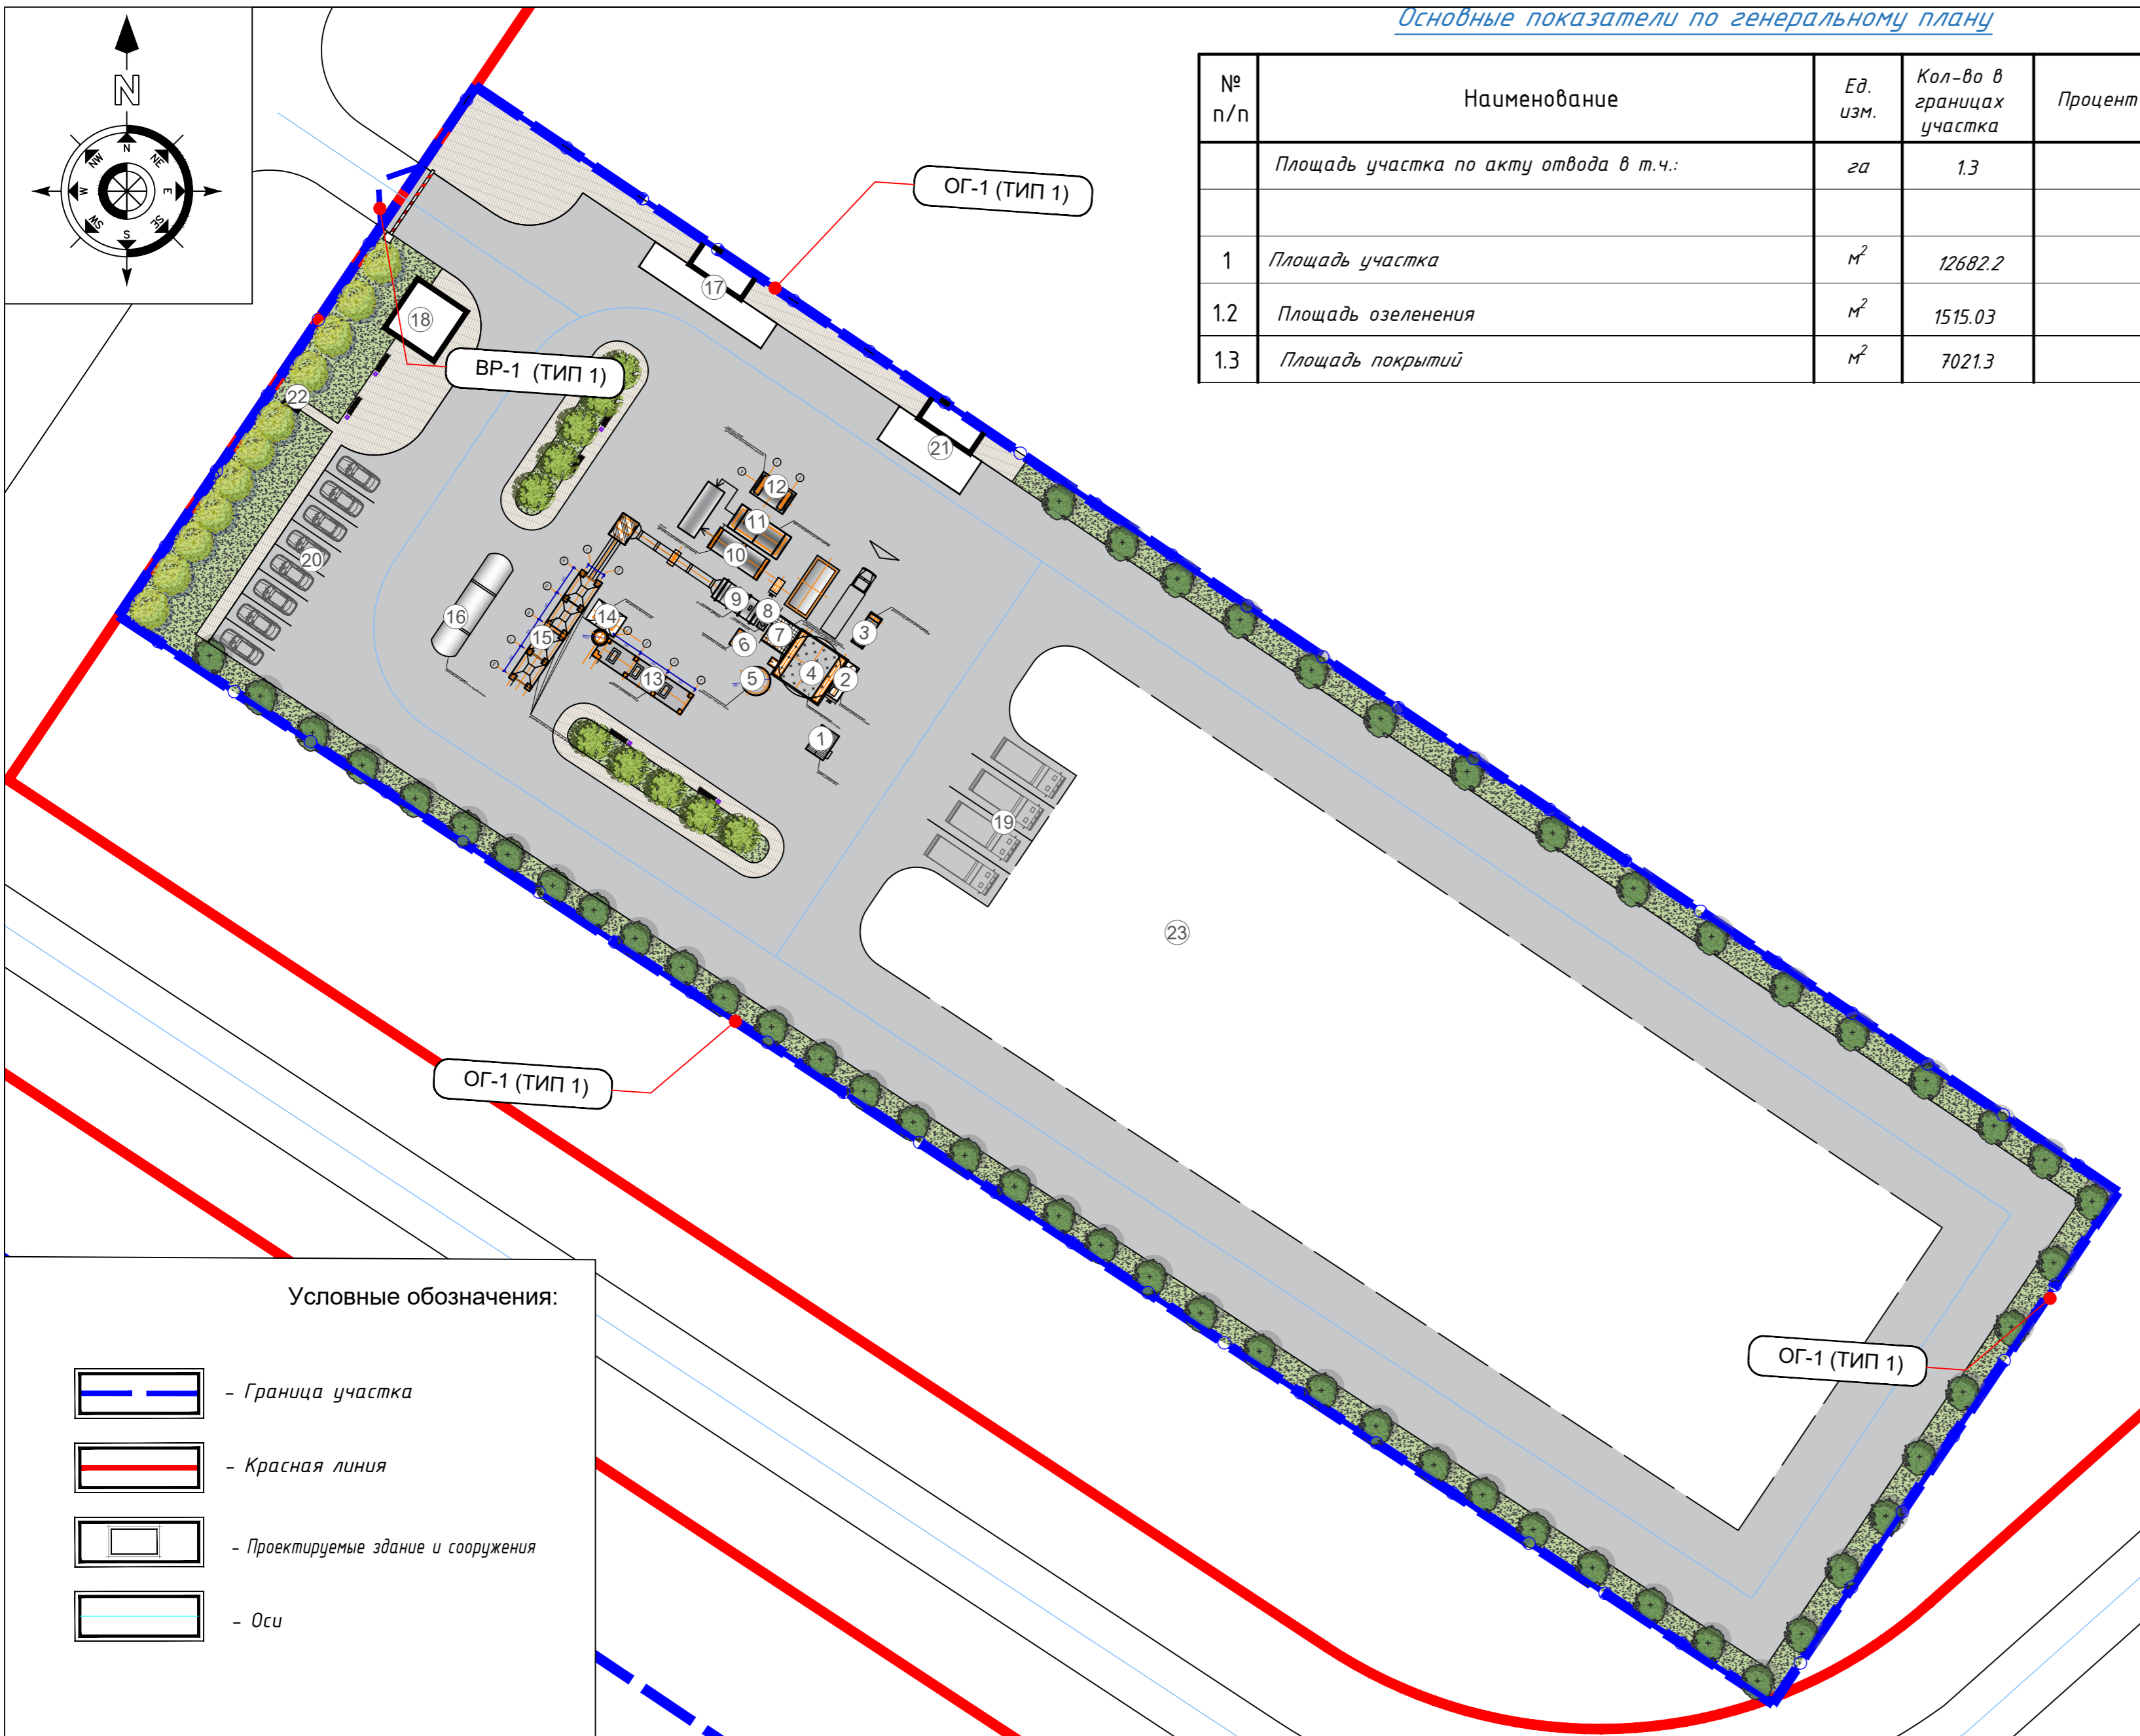 Основные показатели по генеральному плану
№ п/п
Наименование
Ед. изм.
Кол-во в границах участка
Процент
Площадь участка по акту отвода в т.ч.: га 1.3
1 Площадь участка м² 12682.2
1.2 Площадь озеленения м² 1515.03
1.3 Площадь покрытий м² 7021.3
N
N
NE
E
SE
S
SW
W
NW
ОГ-1 (ТИП 1)
ВР-1 (ТИП 1)
17
18
22
21
20
12
11
10
16
15
14
9
8
7
6
3
13
5
4
2
1
19
23
ОГ-1 (ТИП 1)
ОГ-1 (ТИП 1)
Условные обозначения:
- Граница участка
- Красная линия
- Проектируемые здание и сооружения
- Оси